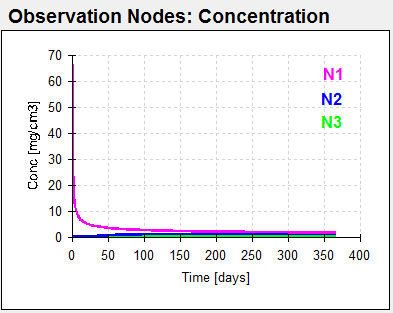 Observation Nodes: Concentration
70
60
50
40
30
20
10
0
Conc [mg/cm3]
N1
N2
N3
0 50 100 150 200 250 300 350 400
Time [days]